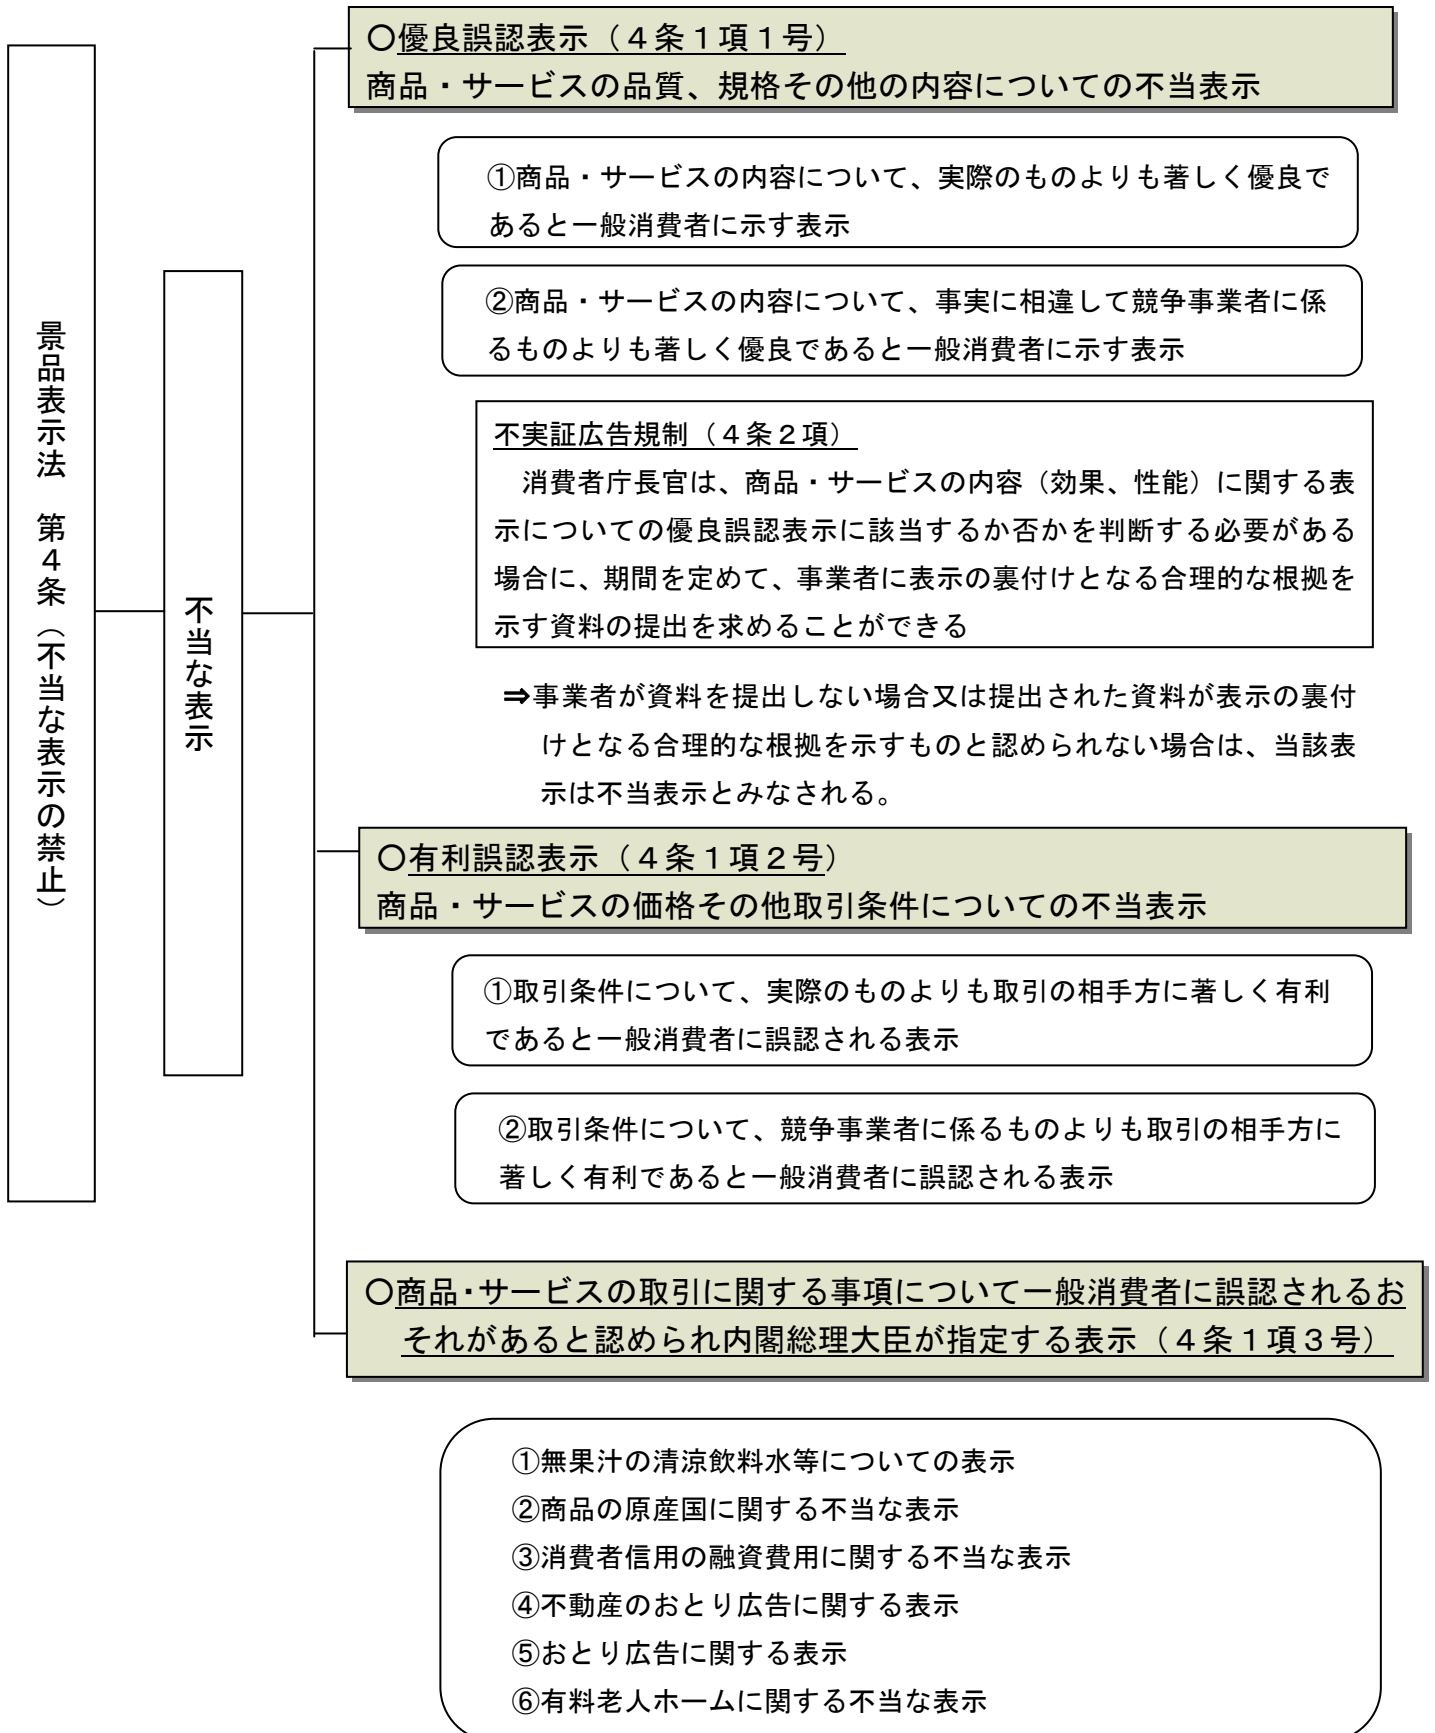 景品表示法　第４条（不当な表示の禁止）
不当な表示
○優良誤認表示（４条１項１号）
商品・サービスの品質、規格その他の内容についての不当表示
①商品・サービスの内容について、実際のものよりも著しく優良で
あると一般消費者に示す表示
②商品・サービスの内容について、事実に相違して競争事業者に係
るものよりも著しく優良であると一般消費者に示す表示
不実証広告規制（４条２項）
　消費者庁長官は、商品・サービスの内容（効果、性能）に関する表
示についての優良誤認表示に該当するか否かを判断する必要がある
場合に、期間を定めて、事業者に表示の裏付けとなる合理的な根拠を
示す資料の提出を求めることができる
⇒事業者が資料を提出しない場合又は提出された資料が表示の裏付
けとなる合理的な根拠を示すものと認められない場合は、当該表
示は不当表示とみなされる。
○有利誤認表示（４条１項２号）
商品・サービスの価格その他取引条件についての不当表示
①取引条件について、実際のものよりも取引の相手方に著しく有利
であると一般消費者に誤認される表示
②取引条件について、競争事業者に係るものよりも取引の相手方に
著しく有利であると一般消費者に誤認される表示
○商品・サービスの取引に関する事項について一般消費者に誤認されるお
それがあると認められ内閣総理大臣が指定する表示（４条１項３号）
①無果汁の清涼飲料水等についての表示
②商品の原産国に関する不当な表示
③消費者信用の融資費用に関する不当な表示
④不動産のおとり広告に関する表示
⑤おとり広告に関する表示
⑥有料老人ホームに関する不当な表示